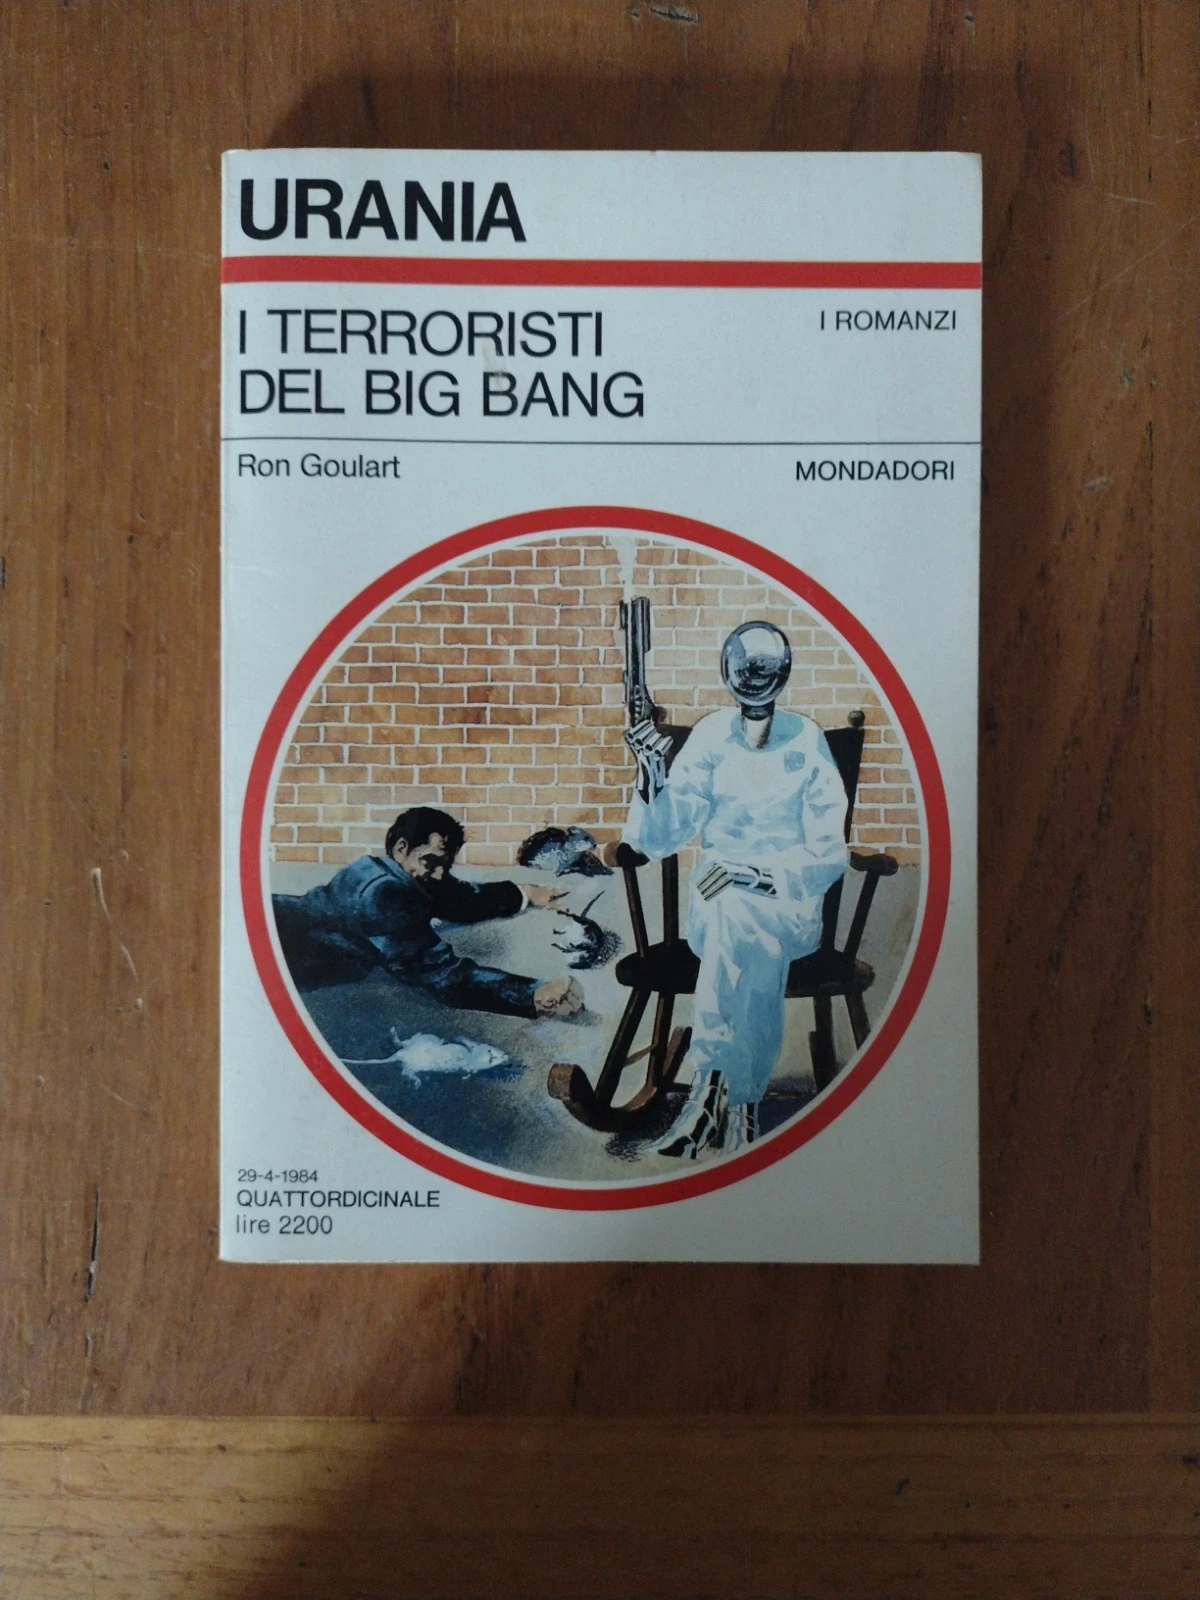 URANIA
I TERRORISTI
DEL BIG BANG
I ROMANZI
Ron Goulart
MONDADORI
29-4-1984
QUATTORDICINALE
lire 2200